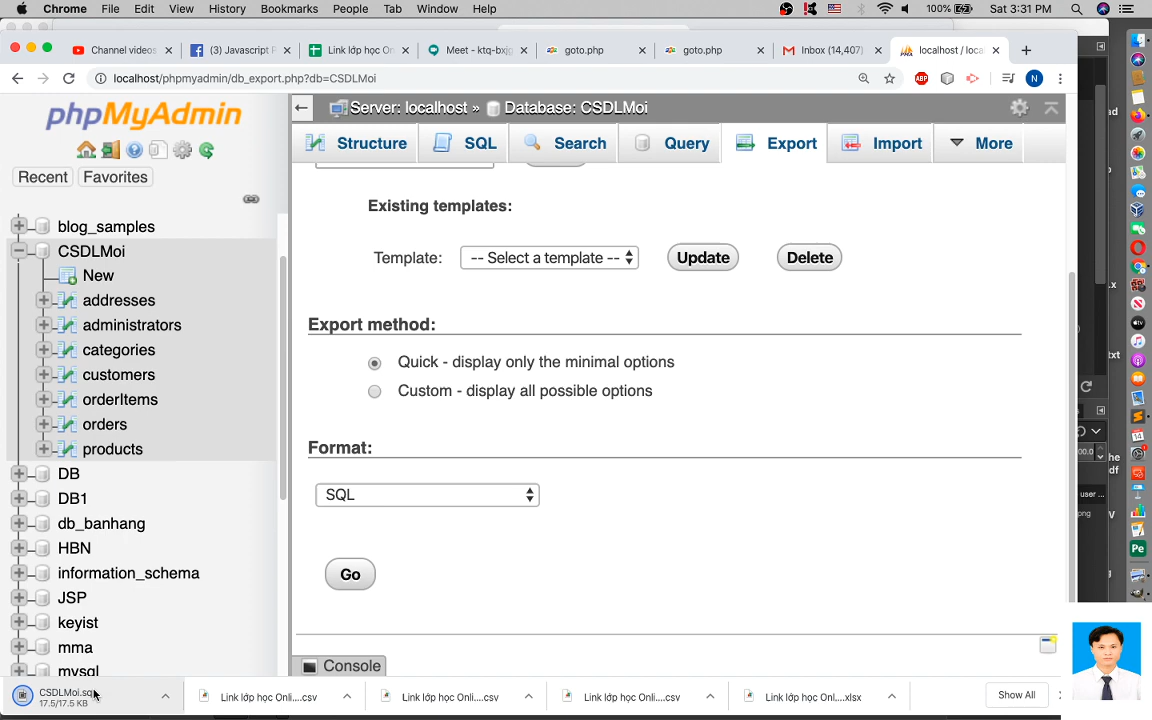 Chrome File Edit View History Bookmarks People Tab Window Help 100% Sat 3:31 PM
Channel videos (3) Javascript F Link lớp học On Meet - ktq-bxjq goto.php goto.php Inbox (14,407) localhost / loca
localhost/phpmyadmin/db_export.php?db=CSDLMoi ABP N
phpMyAdmin
Recent Favorites
blog_samples
CSDLMoi
New
addresses
administrators
categories
customers
orderItems
orders
products
DB
DB1
db_banhang
HBN
information_schema
JSP
keyist
mma
mysql
Server: localhost » Database: CSDLMoi
Structure SQL Search Query Export Import More
Existing templates:
Template: -- Select a template -- Update Delete
Export method:
Quick - display only the minimal options
Custom - display all possible options
Format:
SQL
Go
Console
CSDLMoi.sql
17.5/17.5 KB
Link lớp học Onli....csv Link lớp học Onli....csv Link lớp học Onli....csv Link lớp học Onl....xlsx Show All